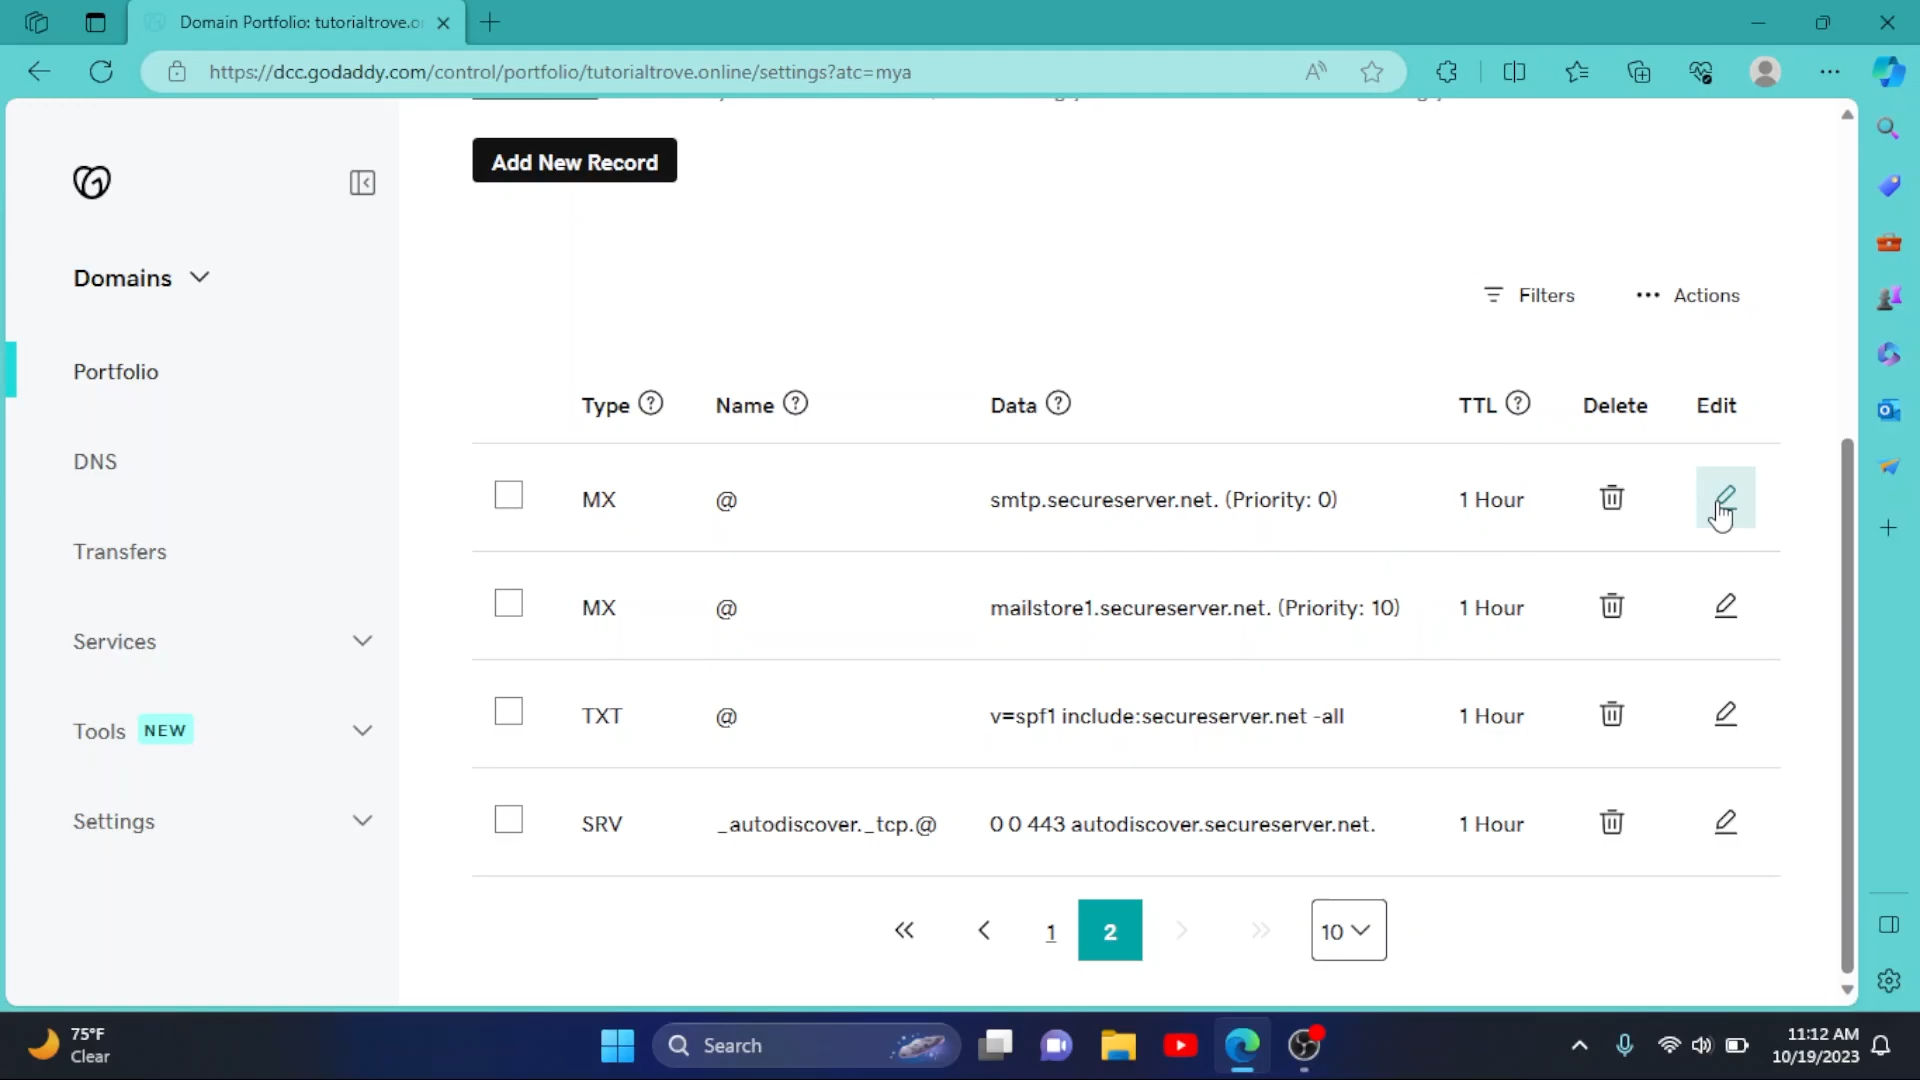 Domain Portfolio: tutorialtrove.o
https://dcc.godaddy.com/control/portfolio/tutorialtrove.online/settings?atc=mya
Add New Record
Domains
Filters
Actions
Portfolio
Type
Name
Data
TTL
Delete
Edit
DNS
MX @ smtp.secureserver.net. (Priority: 0) 1 Hour
Transfers
MX @ mailstore1.secureserver.net. (Priority: 10) 1 Hour
Services
TXT @ v=spf1 include:secureserver.net -all 1 Hour
Tools NEW
Settings
SRV _autodiscover._tcp.@ 0 0 443 autodiscover.secureserver.net. 1 Hour
1 2 10
75°F
Clear
Search
11:12 AM
10/19/2023